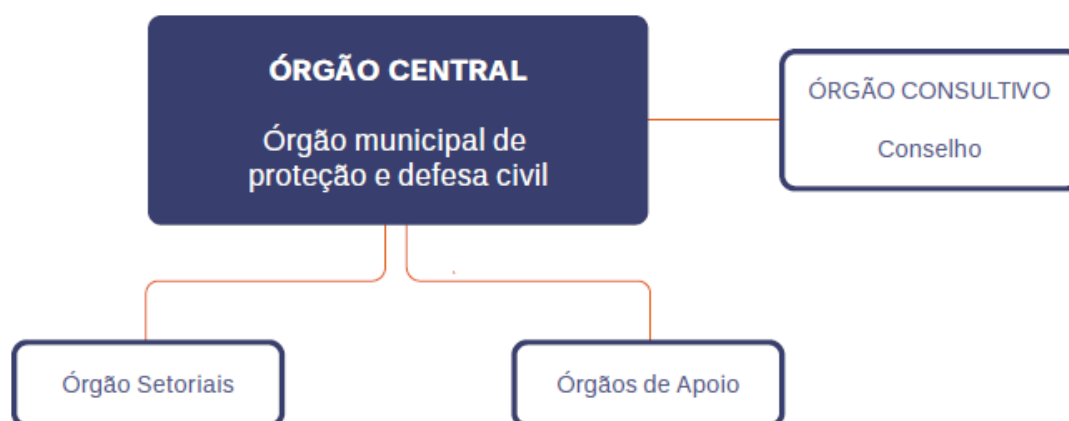 ÓRGÃO CENTRAL
Órgão municipal de
proteção e defesa civil
ÓRGÃO CONSULTIVO
Conselho
Órgão Setoriais
Órgãos de Apoio